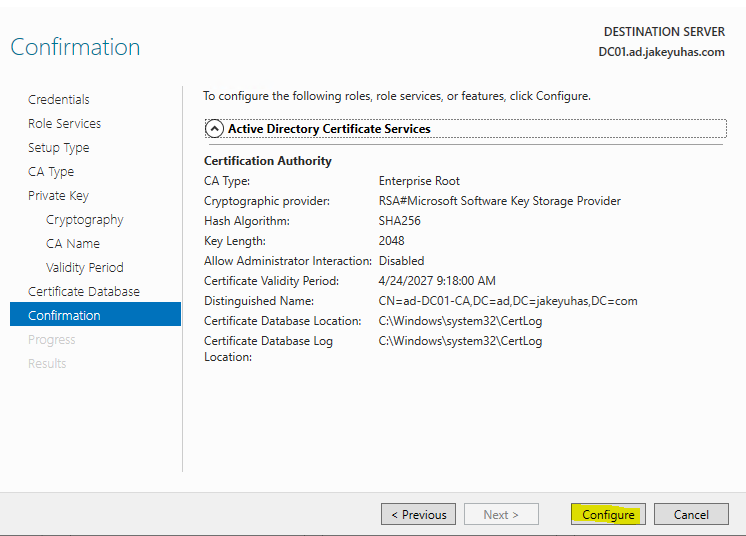 Confirmation
DESTINATION SERVER
DC01.ad.jakeyuhas.com
Credentials
Role Services
Setup Type
CA Type
Private Key
Cryptography
CA Name
Validity Period
Certificate Database
Confirmation
Progress
Results
To configure the following roles, role services, or features, click Configure.
Active Directory Certificate Services
Certification Authority
CA Type: Enterprise Root
Cryptographic provider: RSA#Microsoft Software Key Storage Provider
Hash Algorithm: SHA256
Key Length: 2048
Allow Administrator Interaction: Disabled
Certificate Validity Period: 4/24/2027 9:18:00 AM
Distinguished Name: CN=ad-DC01-CA,DC=ad,DC=jakeyuhas,DC=com
Certificate Database Location: C:\Windows\system32\CertLog
Certificate Database Log C:\Windows\system32\CertLog
Location:
< Previous Next > Configure Cancel